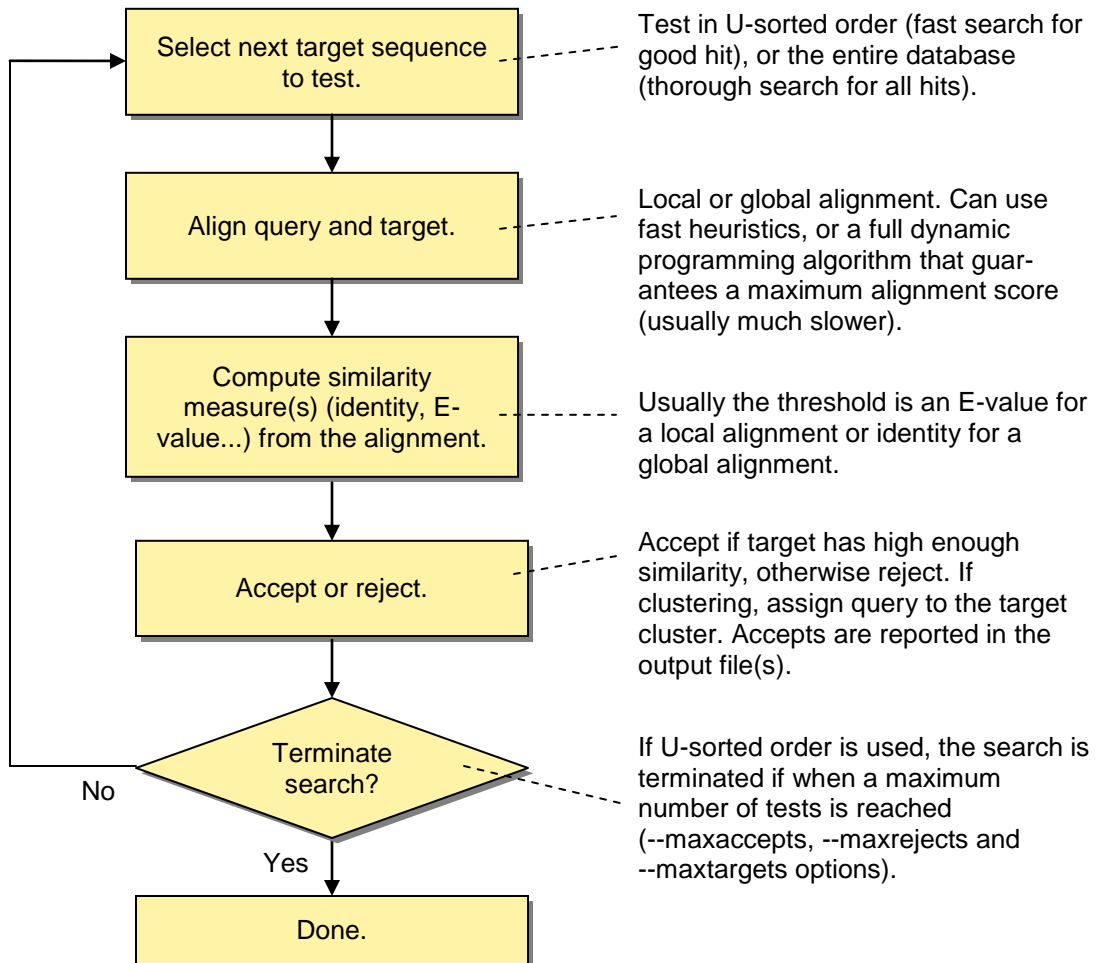 Select next target sequence
to test.
Test in U-sorted order (fast search for
good hit), or the entire database
(thorough search for all hits).
Align query and target.
Local or global alignment. Can use
fast heuristics, or a full dynamic
programming algorithm that guar-
antees a maximum alignment score
(usually much slower).
Compute similarity
measure(s) (identity, E-
value...) from the alignment.
Usually the threshold is an E-value for
a local alignment or identity for a
global alignment.
Accept or reject.
Accept if target has high enough
similarity, otherwise reject. If
clustering, assign query to the target
cluster. Accepts are reported in the
output file(s).
Terminate
search?
If U-sorted order is used, the search is
terminated if when a maximum
number of tests is reached
(--maxaccepts, --maxrejects and
--maxtargets options).
No
Yes
Done.